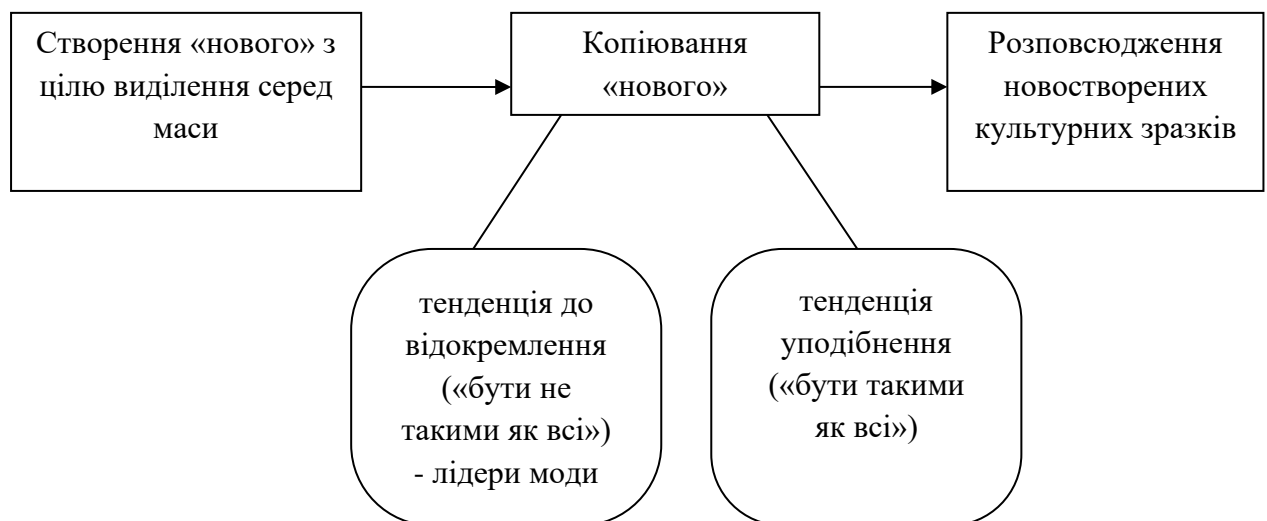 Створення «нового» з
цілю виділення серед
маси
Копіювання
«нового»
Розповсюдження
новостворених
культурних зразків
тенденція до
відокремлення
(«бути не
такими як всі»)
- лідери моди
тенденція
уподібнення
(«бути такими
як всі»)